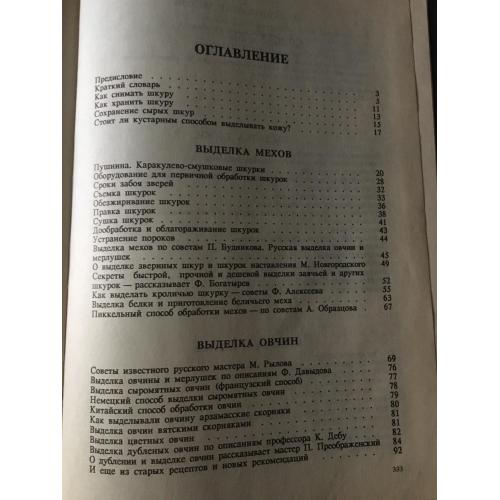 ОГЛАВЛЕНИЕ
Предисловие
Краткий словарь 3
Как снимать шкуру 5
Как хранить шкуру 11
Сохранение сырых шкур 13
Стоит ли кустарным способом выделывать кожу? 15
17
ВЫДЕЛКА МЕХОВ
Пушнина. Каракулево-смушковые шкурки 20
Оборудование для первичной обработки шкурок 28
Сроки забоя зверей 32
Съемка шкурок 33
Обезжиривание шкурок 36
Правка шкурок 38
Сушка шкурок 41
Дообработка и облагораживание шкурок 43
Устранение пороков 44
Выделка мехов по советам П. Будникова. Русская выделка овчин и
мерлушек 45
О выделке звериных шкур и шкурок наставления М. Новгородского 49
Секреты быстрой, прочной и дешевой выделки заячьей и других
шкурок — рассказывает Ф. Богатырев 52
Как выделать кроличью шкурку — советы Ф. Алексеева 55
Выделка белки и приготовление беличьего меха 63
Пиккельный способ обработки мехов — по советам А. Образцова 67
ВЫДЕЛКА ОВЧИН
Советы известного русского мастера М. Рылова 69
Выделка овчины и мерлушек по описаниям Ф. Давыдова 76
Выделка сыромятных овчин (французский способ) 77
Немецкий способ выделки сыромятных овчин 78
Китайский способ обработки овчин 79
Как выделывали овчину арзамасские скорняки 80
Выделка овчин вятскими скорняками 81
Выделка цветных овчин 81
Выделка дубленых овчин по описаниям профессора К. Дебу 82
О дублении и выделке овчин рассказывает мастер П. Преображенский 84
И еще из старых рецептов и новых рекомендаций 92
333